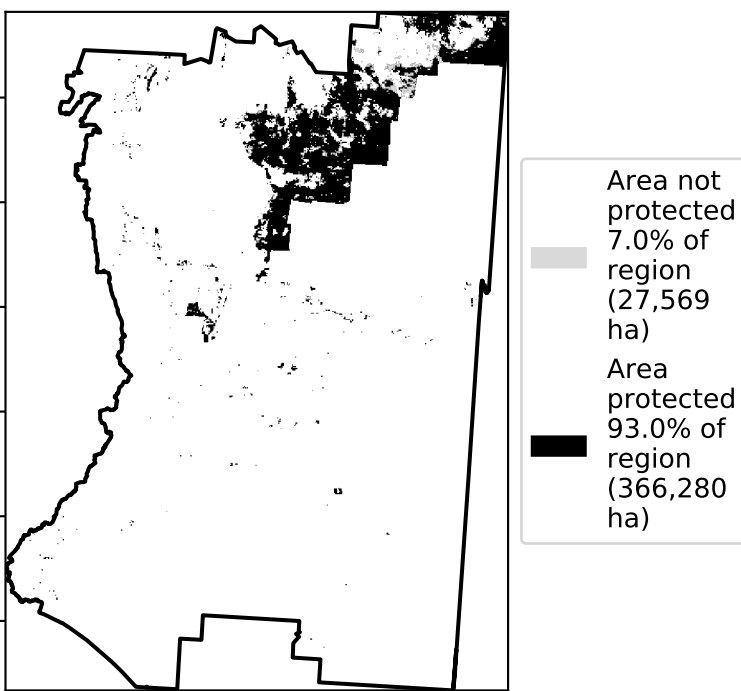 Area not
protected
7.0% of
region
(27,569
ha)
Area
protected
93.0% of
region
(366,280
ha)